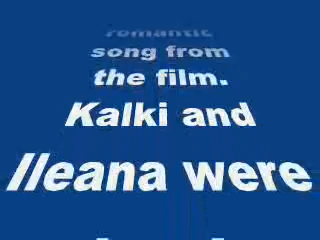 romantic
song from
the film.
Kalki and
Ileana were